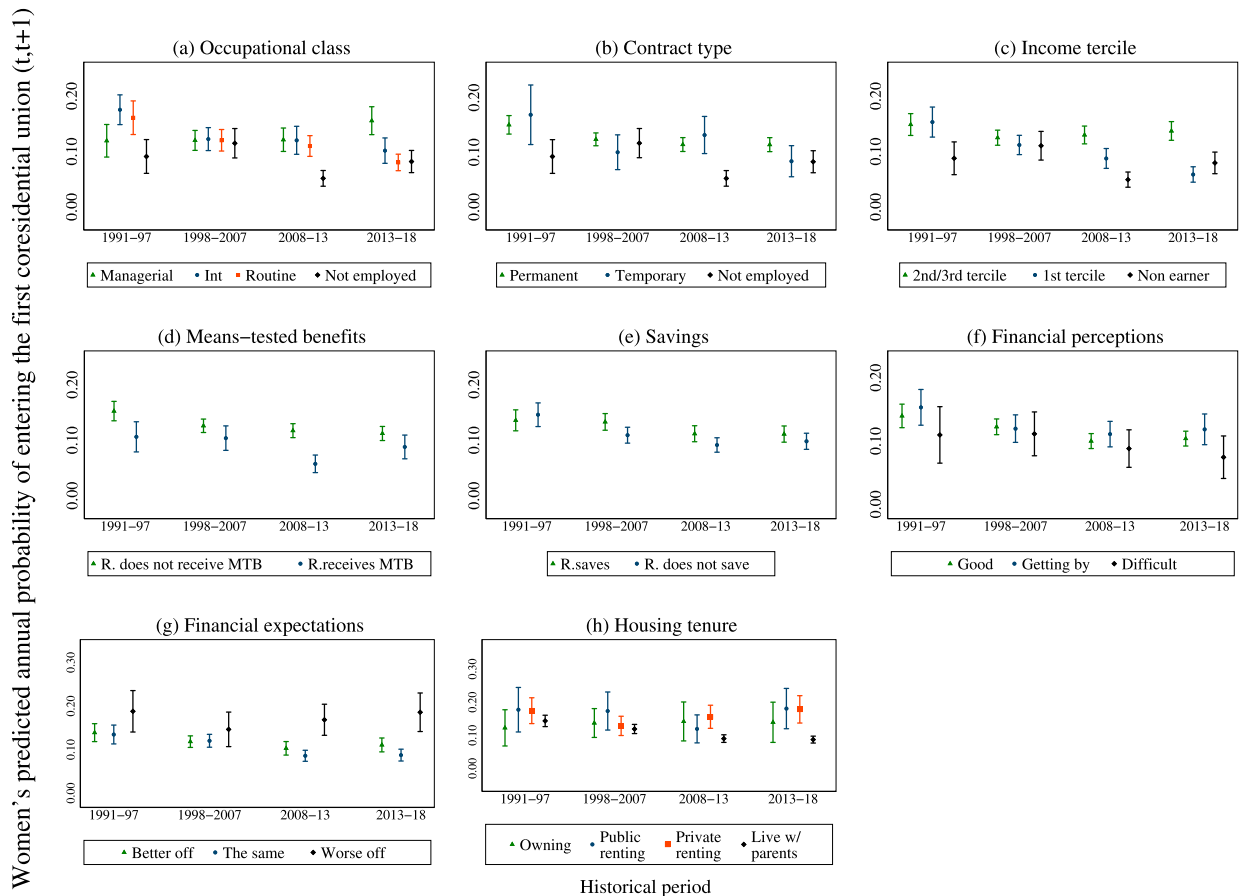 Women's predicted annual probability of entering the first coresidential union (t,t+1)
(a) Occupational class
0.20
0.10
0.00
1991−97 1998−2007 2008−13 2013−18
Managerial Int Routine Not employed
(b) Contract type
0.20
0.10
0.00
1991−97 1998−2007 2008−13 2013−18
Permanent Temporary Not employed
(c) Income tercile
0.20
0.10
0.00
1991−97 1998−2007 2008−13 2013−18
2nd/3rd tercile 1st tercile Non earner
(d) Means−tested benefits
0.20
0.10
0.00
1991−97 1998−2007 2008−13 2013−18
R. does not receive MTB R.receives MTB
(e) Savings
0.20
0.10
0.00
1991−97 1998−2007 2008−13 2013−18
R.saves R. does not save
(f) Financial perceptions
0.20
0.10
0.00
1991−97 1998−2007 2008−13 2013−18
Good Getting by Difficult
(g) Financial expectations
0.30
0.20
0.10
0.00
1991−97 1998−2007 2008−13 2013−18
Better off The same Worse off
(h) Housing tenure
0.30
0.20
0.10
0.00
1991−97 1998−2007 2008−13 2013−18
Owning Public renting Private renting Live w/ parents
Historical period